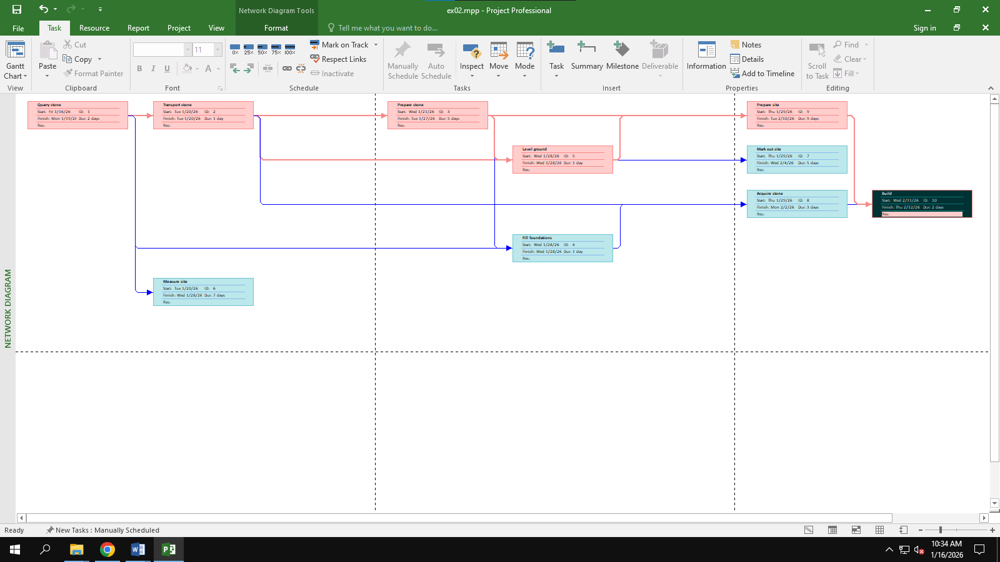 Network Diagram Tools
ex02.mpp - Project Professional
File
Task
Resource
Report
Project
View
Format
Tell me what you want to do...
Sign in
Gantt
Chart
View
Paste
Cut
Copy
Format Painter
Clipboard
11
B I U
A
Font
0% 25% 50% 75% 100%
Mark on Track
Respect Links
Inactivate
Schedule
Manually
Schedule
Auto
Schedule
Inspect
Move
Mode
Tasks
Task
Summary
Milestone
Deliverable
Insert
Information
Notes
Details
Add to Timeline
Properties
Scroll
to Task
Find
Clear
Fill
Editing
NETWORK DIAGRAM
Quarry stone
Start: Fri 1/16/26 ID: 1
Finish: Mon 1/19/26 Dur: 2 days
Res:
Transport stone
Start: Tue 1/20/26 ID: 2
Finish: Tue 1/20/26 Dur: 1 day
Res:
Prepare stone
Start: Wed 1/21/26 ID: 3
Finish: Tue 1/27/26 Dur: 5 days
Res:
Prepare site
Start: Thu 1/29/26 ID: 9
Finish: Tue 2/10/26 Dur: 9 days
Res:
Level ground
Start: Wed 1/28/26 ID: 5
Finish: Wed 1/28/26 Dur: 1 day
Res:
Mark out site
Start: Thu 1/29/26 ID: 7
Finish: Wed 2/4/26 Dur: 5 days
Res:
Acquire stone
Start: Thu 1/29/26 ID: 8
Finish: Mon 2/2/26 Dur: 3 days
Res:
Build
Start: Wed 2/11/26 ID: 10
Finish: Thu 2/12/26 Dur: 2 days
Res:
Fill foundations
Start: Wed 1/28/26 ID: 4
Finish: Wed 1/28/26 Dur: 1 day
Res:
Measure site
Start: Tue 1/20/26 ID: 6
Finish: Wed 1/28/26 Dur: 7 days
Res:
Ready
New Tasks : Manually Scheduled
10:34 AM
1/16/2026